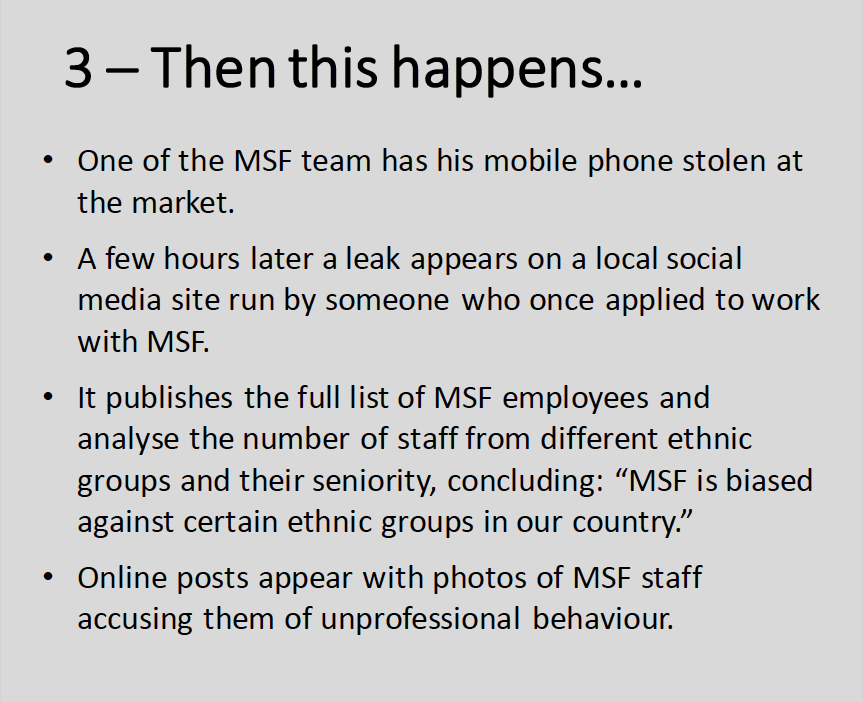 3 – Then this happens…
• One of the MSF team has his mobile phone stolen at
the market.
• A few hours later a leak appears on a local social
media site run by someone who once applied to work
with MSF.
• It publishes the full list of MSF employees and
analyse the number of staff from different ethnic
groups and their seniority, concluding: “MSF is biased
against certain ethnic groups in our country.”
• Online posts appear with photos of MSF staff
accusing them of unprofessional behaviour.